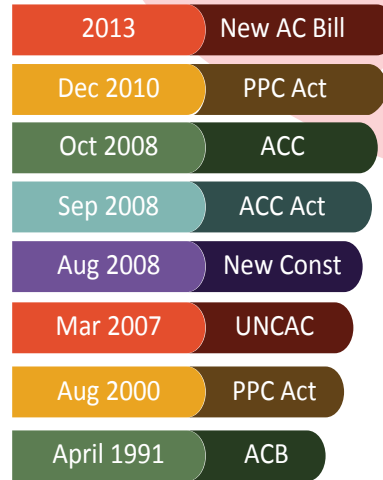 2013 New AC Bill
Dec 2010 PPC Act
Oct 2008 ACC
Sep 2008 ACC Act
Aug 2008 New Const
Mar 2007 UNCAC
Aug 2000 PPC Act
April 1991 ACB